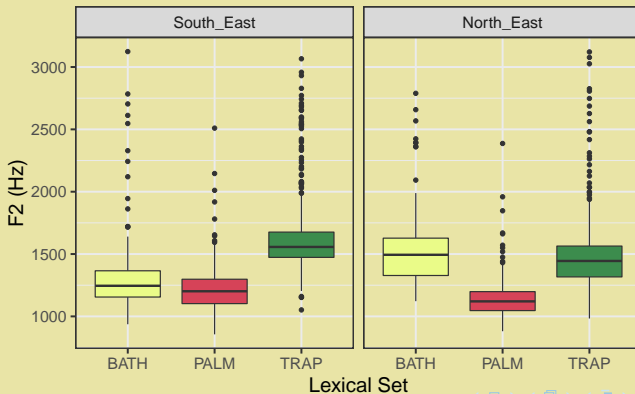 South_East North_East
3000
2500
2000
1500
1000
F2 (Hz)
BATH PALM TRAP BATH PALM TRAP
Lexical Set